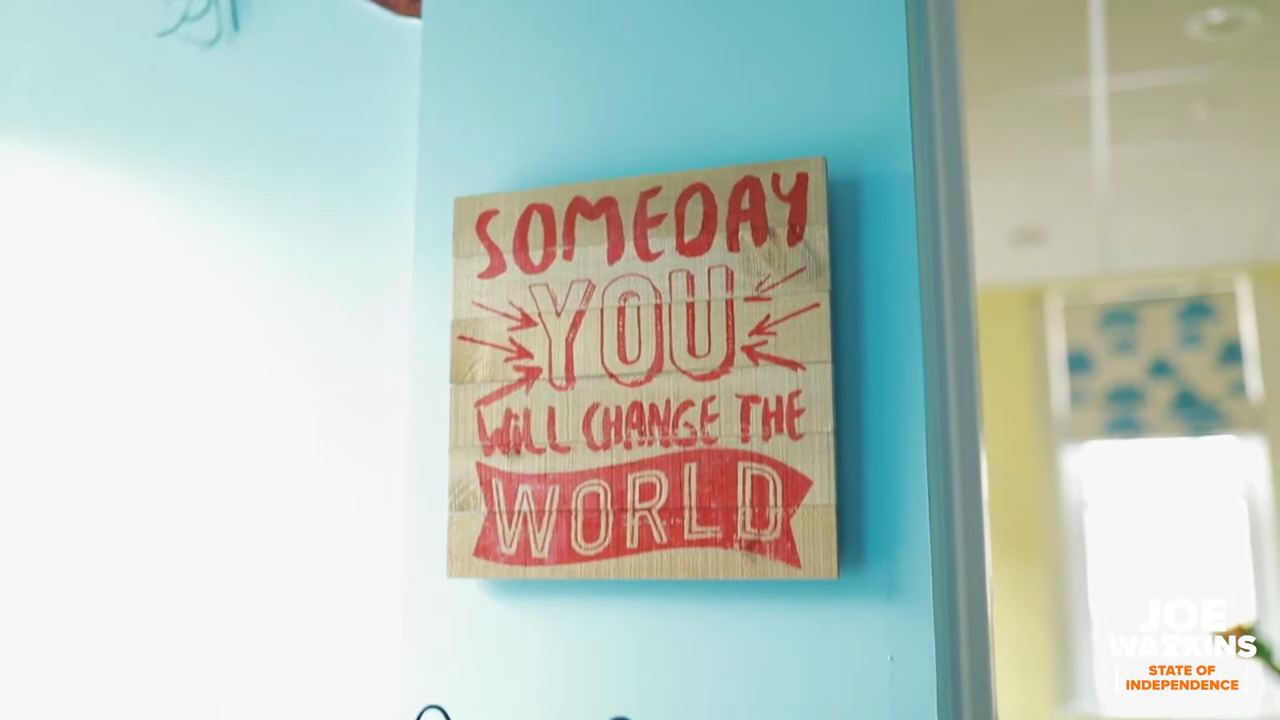 SOMEDAY
YOU
WILL CHANGE THE
WORLD
JOE
WATKINS
STATE OF
INDEPENDENCE